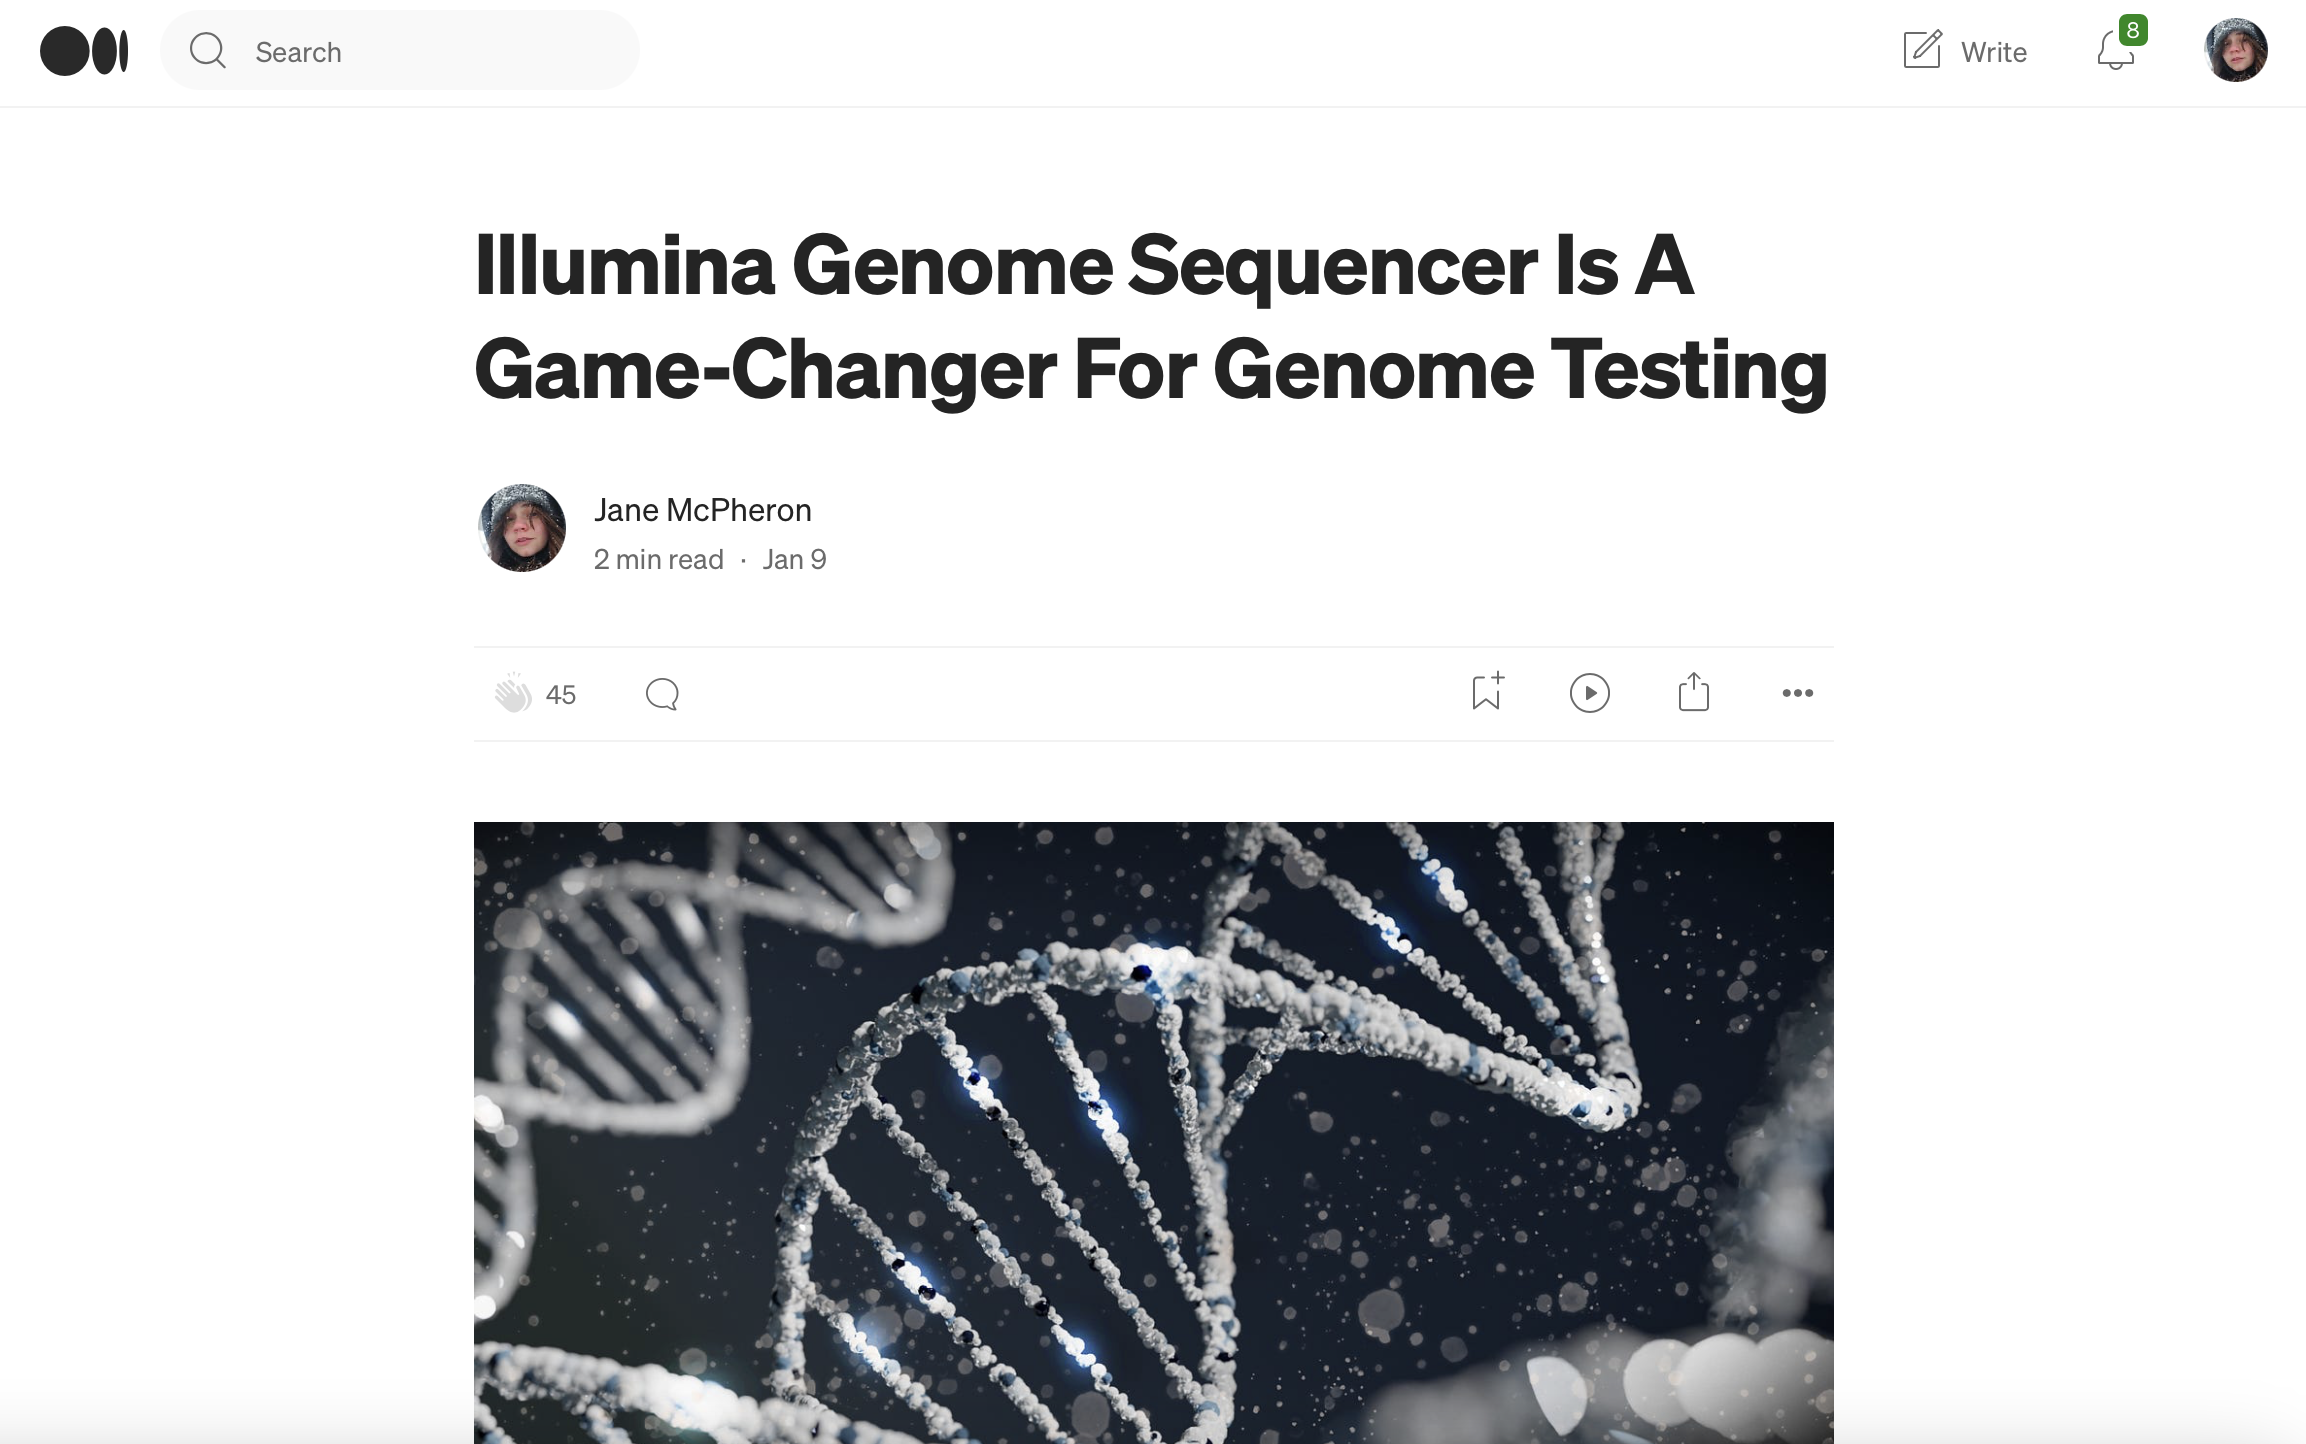 Search
Write
8
Illumina Genome Sequencer Is A
Game-Changer For Genome Testing
Jane McPheron
2 min read · Jan 9
45